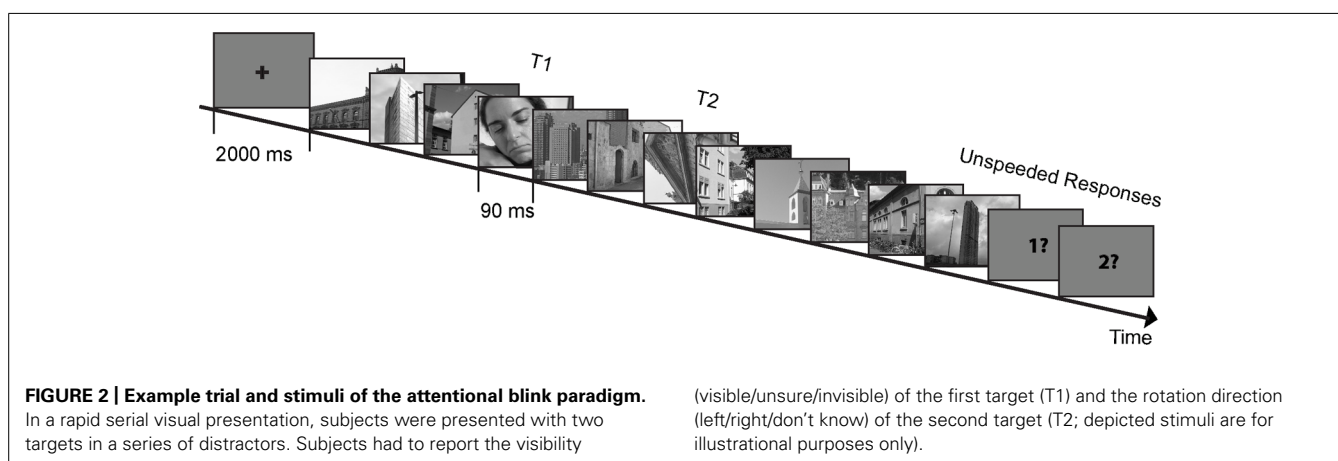 +
T1
T2
2000 ms
90 ms
Unspeeded Responses
1?
2?
Time
FIGURE 2 | Example trial and stimuli of the attentional blink paradigm.
In a rapid serial visual presentation, subjects were presented with two
targets in a series of distractors. Subjects had to report the visibility
(visible/unsure/invisible) of the first target (T1) and the rotation direction
(left/right/don't know) of the second target (T2; depicted stimuli are for
illustrational purposes only).